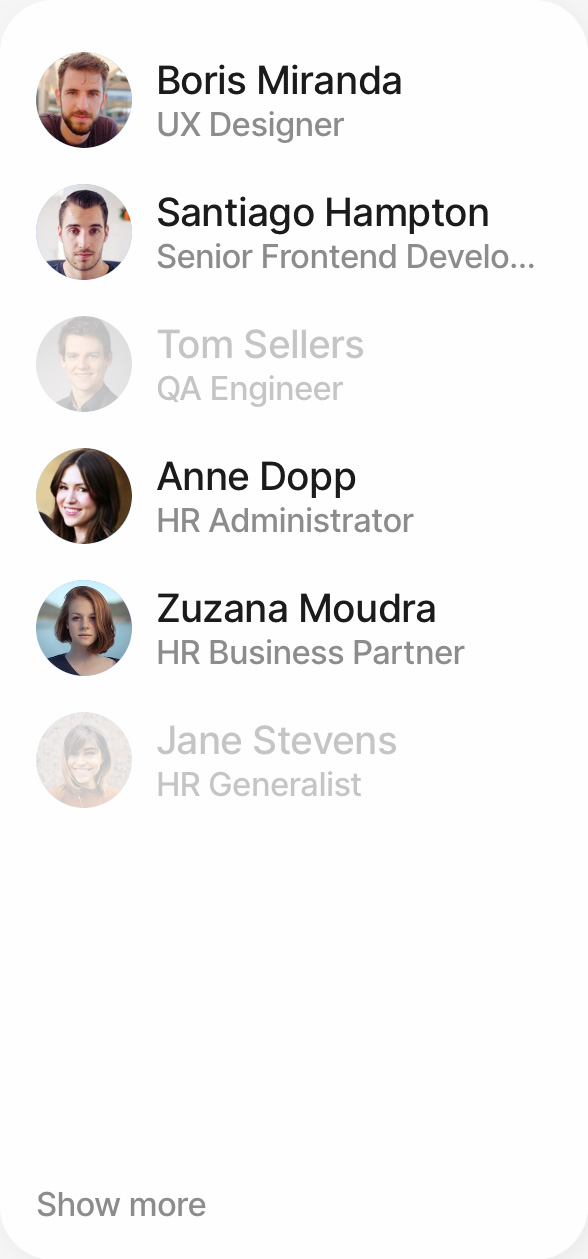 Boris Miranda
UX Designer
Santiago Hampton
Senior Frontend Develo...
Tom Sellers
QA Engineer
Anne Dopp
HR Administrator
Zuzana Moudra
HR Business Partner
Jane Stevens
HR Generalist
Show more